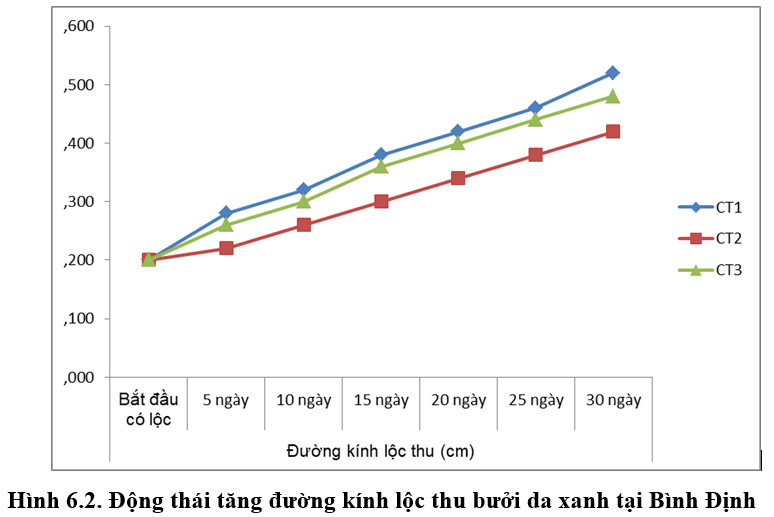 ,600
,500
,400
,300
,200
,100
,000
Bắt đầu
có lộc
5 ngày
10 ngày
15 ngày
20 ngày
25 ngày
30 ngày
Đường kính lộc thu (cm)
CT1
CT2
CT3
Hình 6.2. Động thái tăng đường kính lộc thu bưởi da xanh tại Bình Định